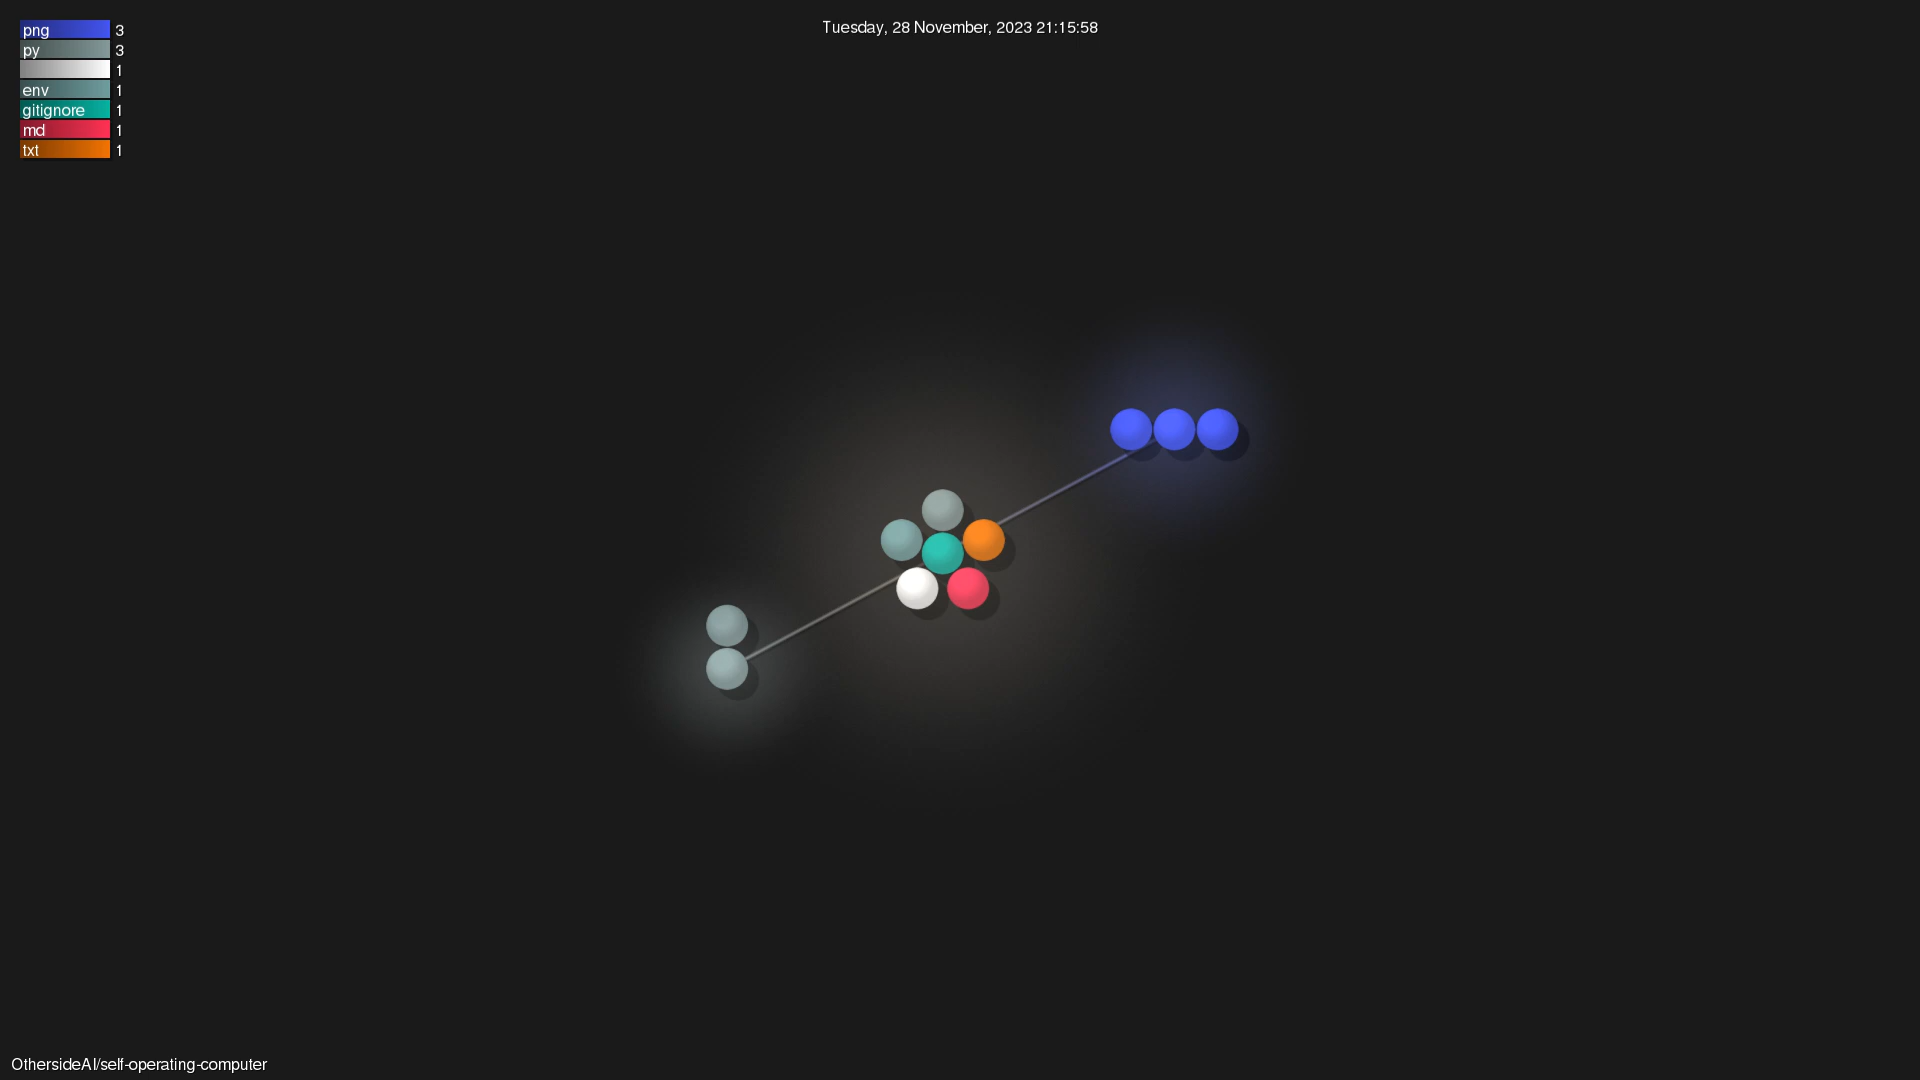 Tuesday, 28 November, 2023 21:15:58
png 3
py 3
1
env 1
gitignore 1
md 1
txt 1
OthersideAI/self-operating-computer